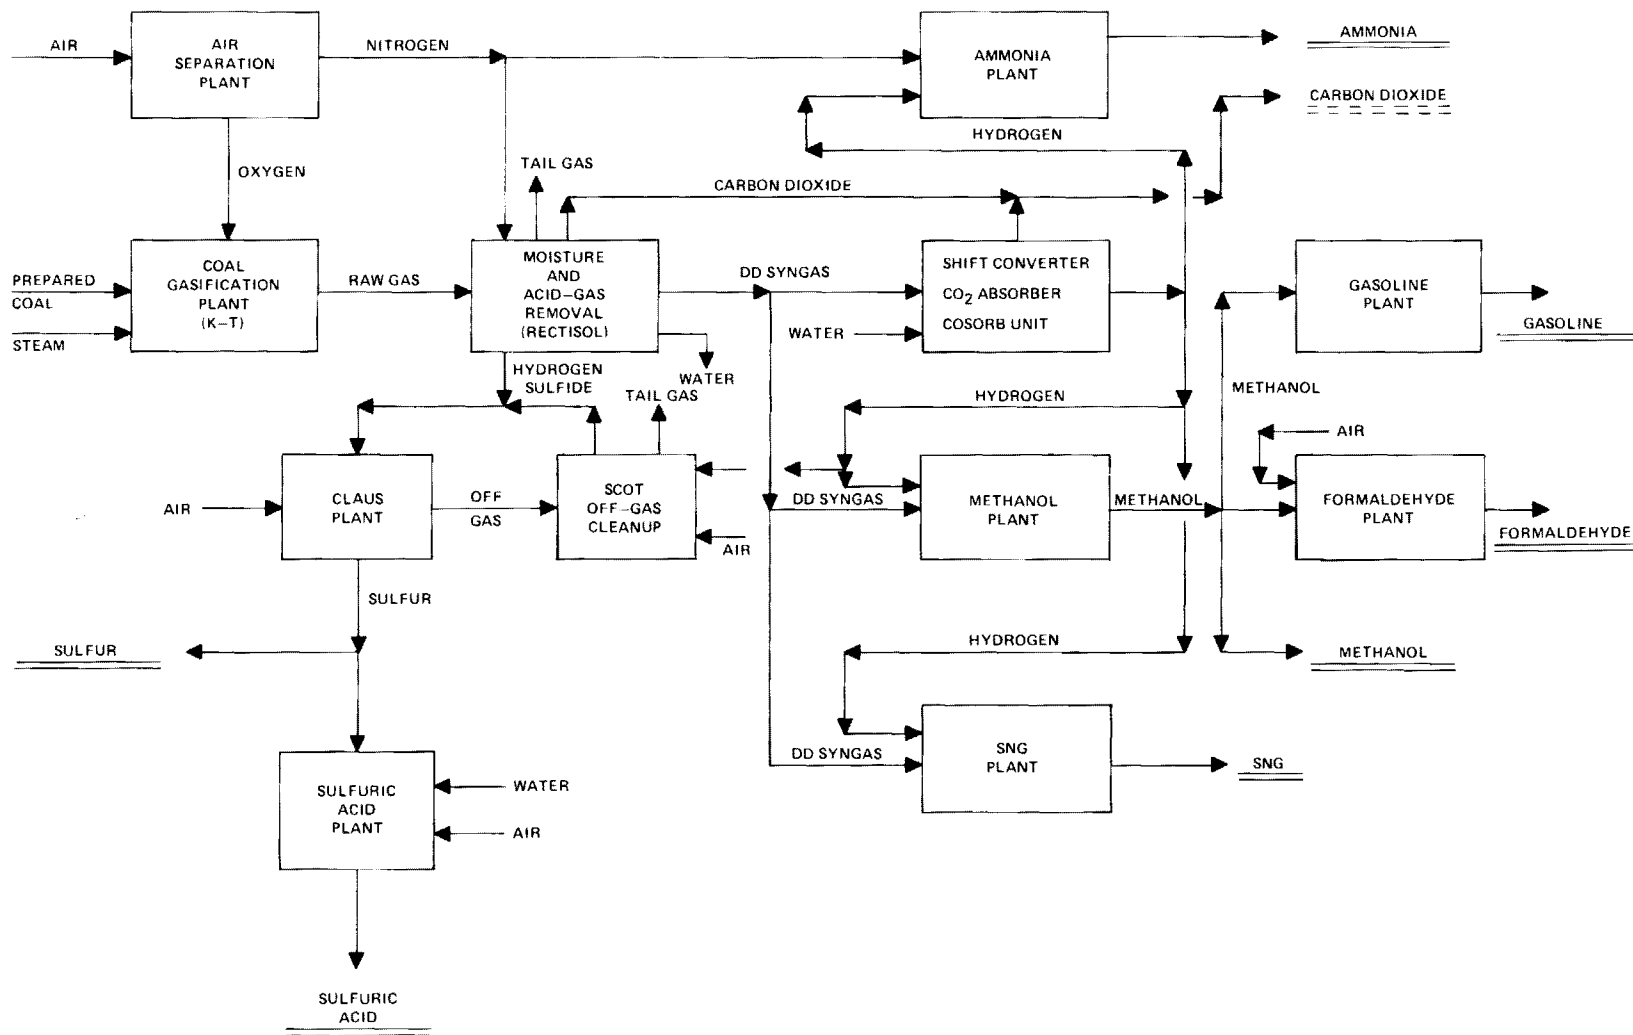 AIR
AIR
SEPARATION
PLANT
NITROGEN
AMMONIA
PLANT
AMMONIA
CARBON DIOXIDE
HYDROGEN
OXYGEN
TAIL GAS
CARBON DIOXIDE
PREPARED
COAL
STEAM
COAL
GASIFICATION
PLANT
(K-T)
RAW GAS
MOISTURE
AND
ACID-GAS
REMOVAL
(RECTISOL)
DD SYNGAS
WATER
SHIFT CONVERTER
CO2 ABSORBER
COSORB UNIT
GASOLINE
PLANT
GASOLINE
HYDROGEN
SULFIDE
WATER
TAIL GAS
HYDROGEN
METHANOL
AIR
AIR
CLAUS
PLANT
OFF
GAS
SCOT
OFF-GAS
CLEANUP
AIR
DD SYNGAS
METHANOL
PLANT
METHANOL
FORMALDEHYDE
PLANT
FORMALDEHYDE
SULFUR
SULFUR
HYDROGEN
METHANOL
DD SYNGAS
SNG
PLANT
SNG
SULFURIC
ACID
PLANT
WATER
AIR
SULFURIC
ACID